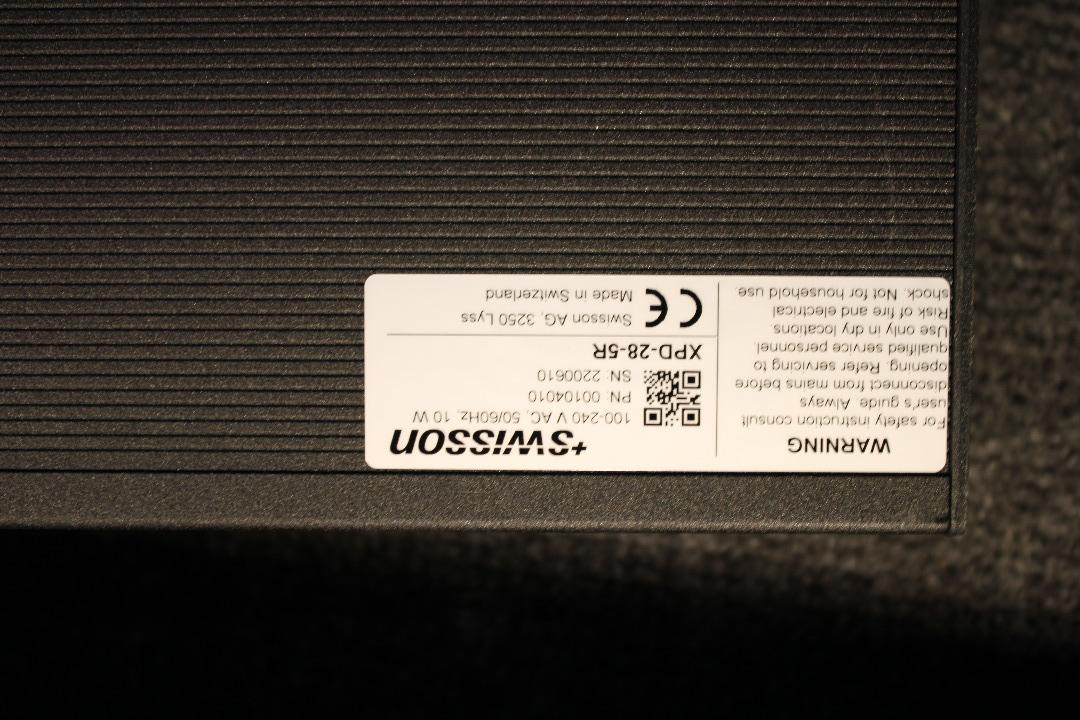 WARNING
For safety instruction consult
user's guide. Always
disconnect from mains before
opening. Refer servicing to
qualified service personnel.
Use only in dry locations
Risk of fire and electrical
shock. Not for household use.
+SWISSON
100-240 V AC, 50/60Hz, 10 W
PN: 00104010
SN: 2200610
XPD-28-5R
Swisson AG, 3250 Lyss
Made in Switzerland
CE